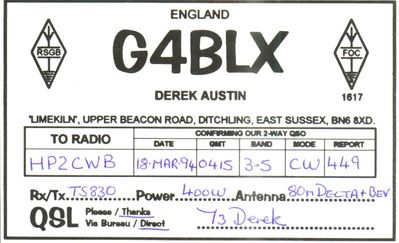 ENGLAND
RSGB G4BLX FOC
DEREK AUSTIN 1617
'LIMEKILN', UPPER BEACON ROAD, DITCHLING, EAST SUSSEX, BN6 8XD.
TO RADIO CONFIRMING OUR 2-WAY QSO
DATE GMT BAND MODE REPORT
HP2CWB 18-MAR-94 0415 3-5 CW 449
Rx/Tx. TS830 Power 400W Antenna 80M DELTA+BEV
QSL Please / Thanks 73 Derek
Via Bureau / Direct